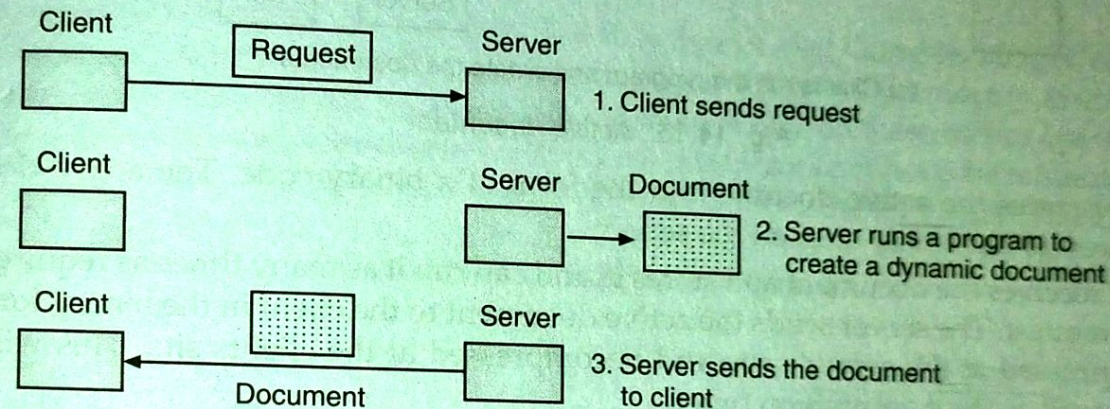 Client
Request
Server
1. Client sends request
Client
Server
Document
2. Server runs a program to
create a dynamic document
Client
Server
3. Server sends the document
to client
Document